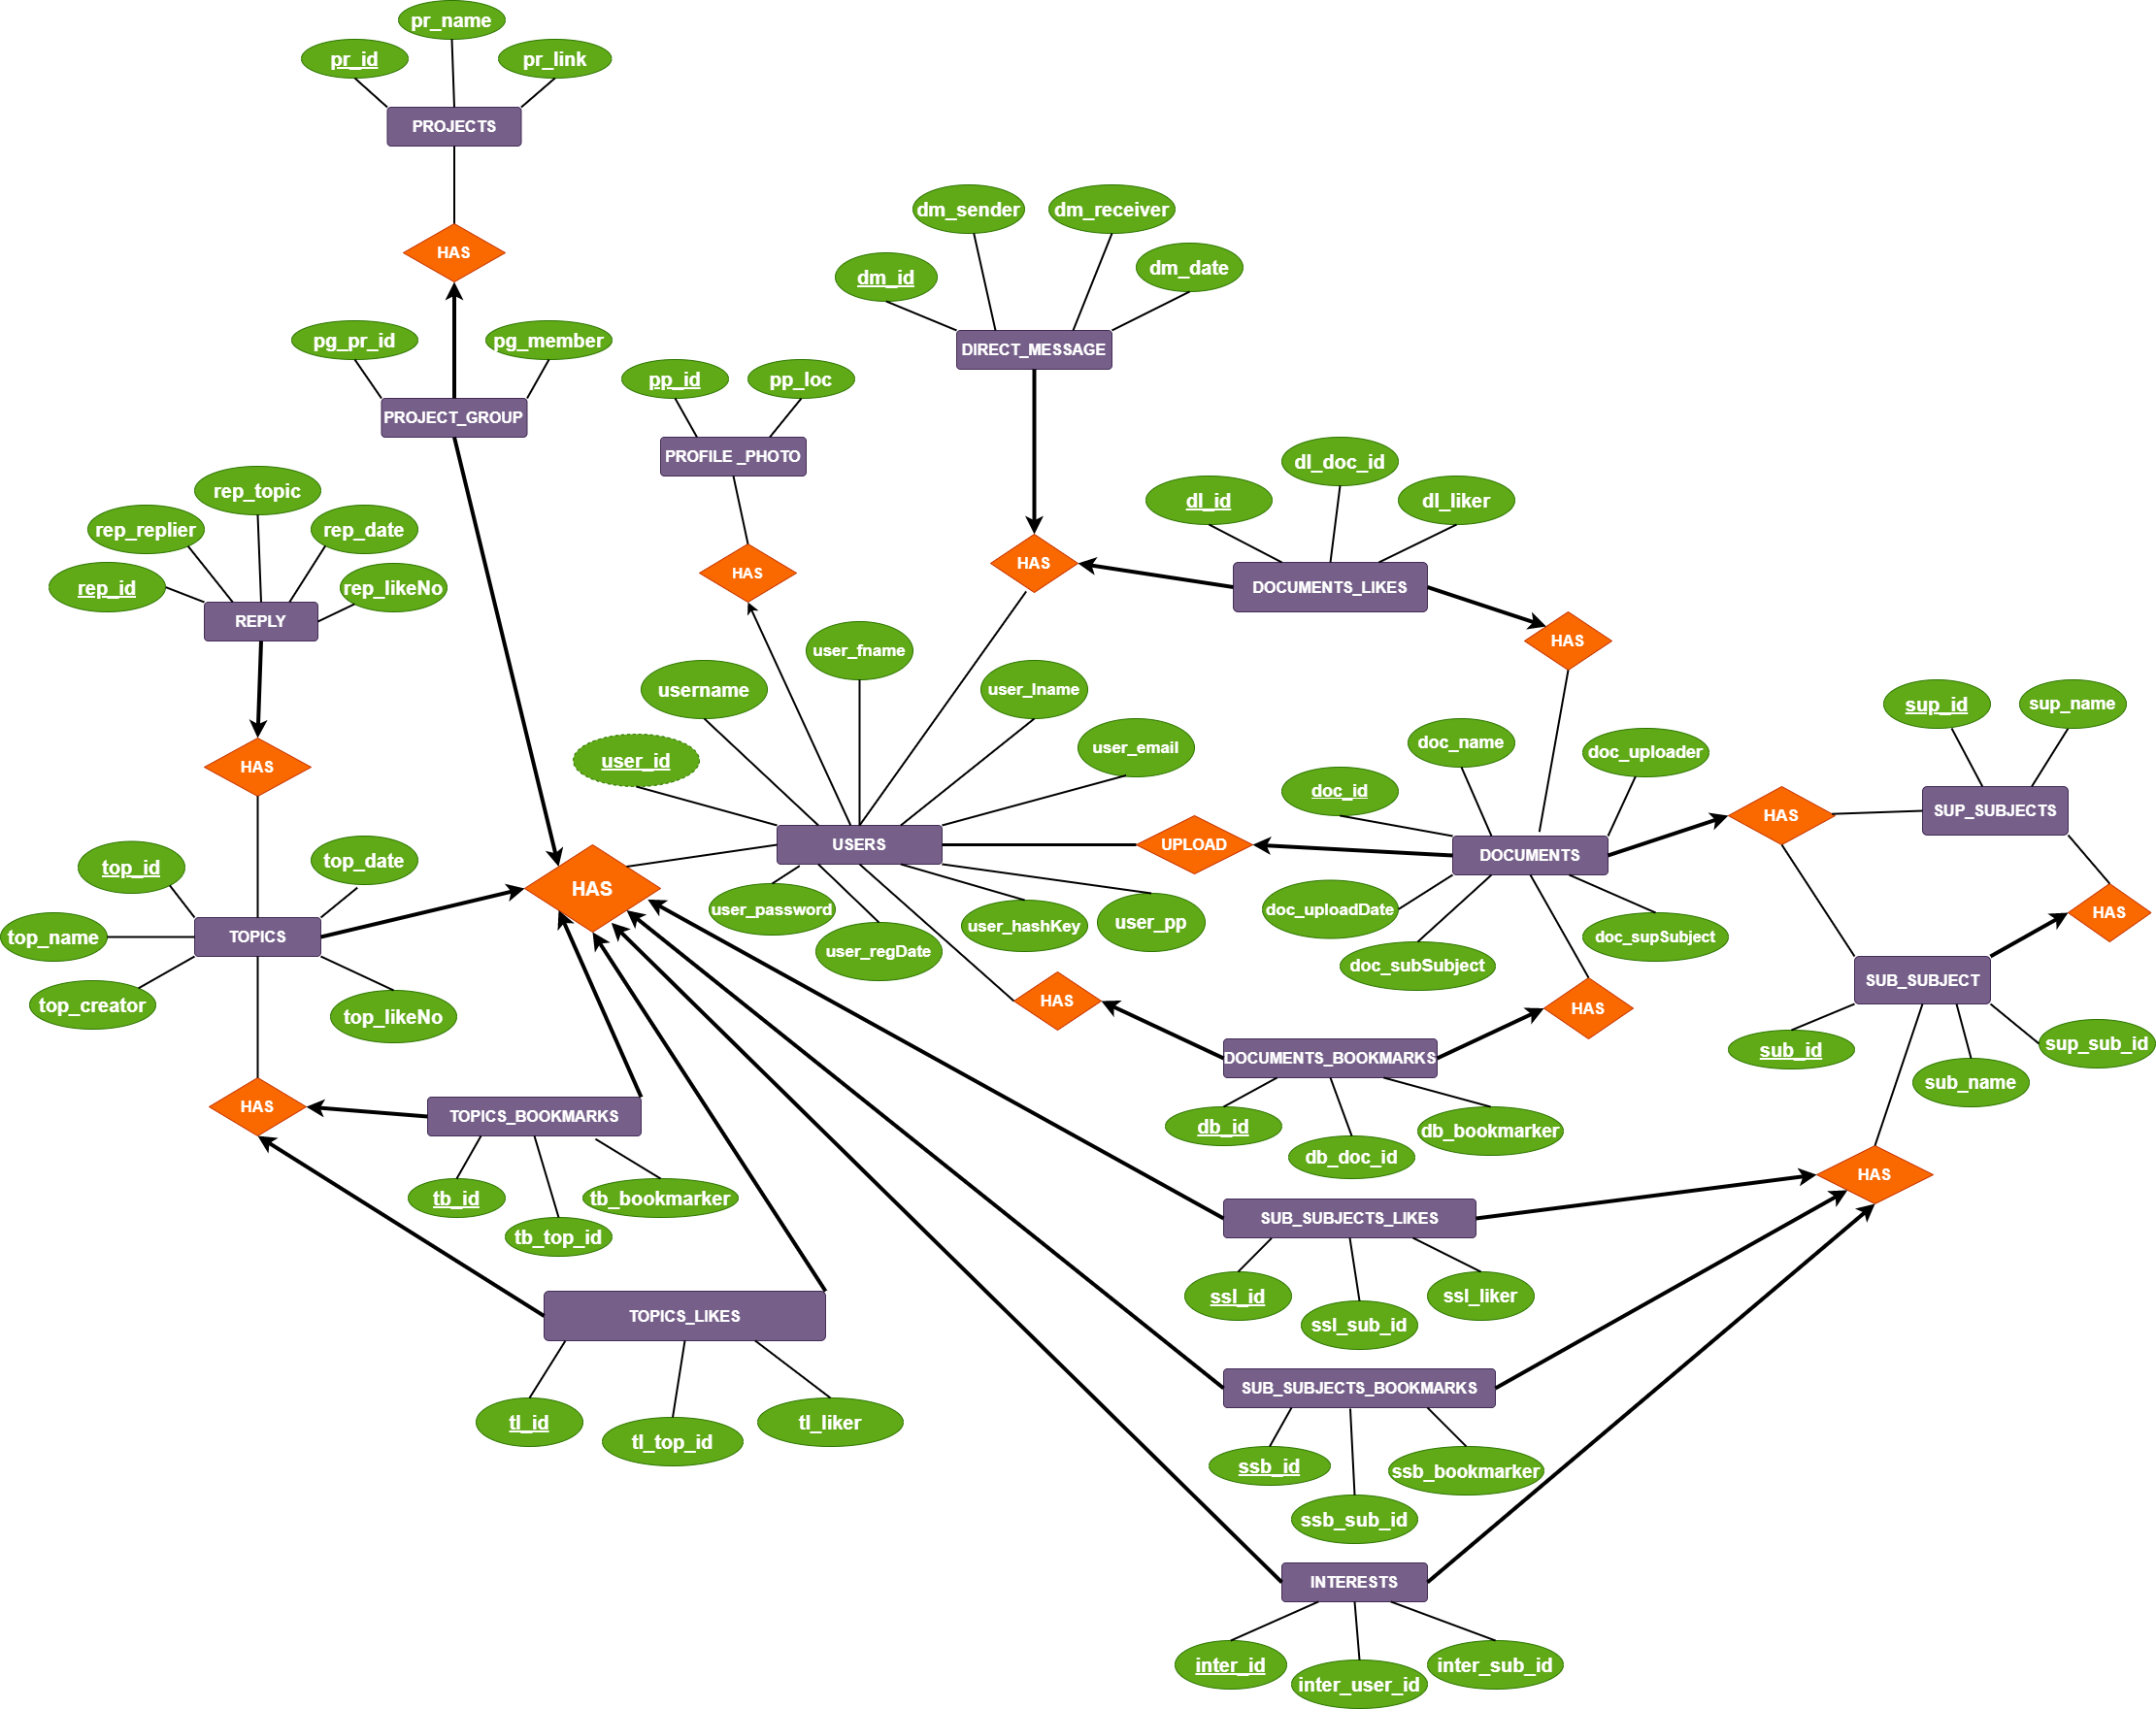 pr_name
pr_id
pr_link
PROJECTS
HAS
dm_sender
dm_receiver
dm_id
dm_date
pg_pr_id
pg_member
DIRECT_MESSAGE
PROJECT_GROUP
pp_id
pp_loc
PROFILE _PHOTO
dl_id
dl_doc_id
dl_liker
rep_topic
rep_replier
rep_date
rep_id
rep_likeNo
REPLY
HAS
HAS
DOCUMENTS_LIKES
HAS
HAS
username
user_fname
user_lname
user_email
user_id
doc_name
doc_uploader
doc_id
sup_id
sup_name
HAS
SUP_SUBJECTS
HAS
USERS
UPLOAD
DOCUMENTS
top_id
top_date
HAS
user_password
user_regDate
user_hashKey
user_pp
doc_uploadDate
doc_subSubject
doc_supSubject
HAS
top_name
TOPICS
top_creator
top_likeNo
SUB_SUBJECT
HAS
HAS
sub_id
sub_name
sup_sub_id
DOCUMENTS_BOOKMARKS
HAS
TOPICS_BOOKMARKS
db_id
db_doc_id
db_bookmarker
HAS
tb_id
tb_top_id
tb_bookmarker
SUB_SUBJECTS_LIKES
ssl_id
ssl_sub_id
ssl_liker
TOPICS_LIKES
SUB_SUBJECTS_BOOKMARKS
tl_id
tl_top_id
tl_liker
ssb_id
ssb_sub_id
ssb_bookmarker
INTERESTS
inter_id
inter_user_id
inter_sub_id